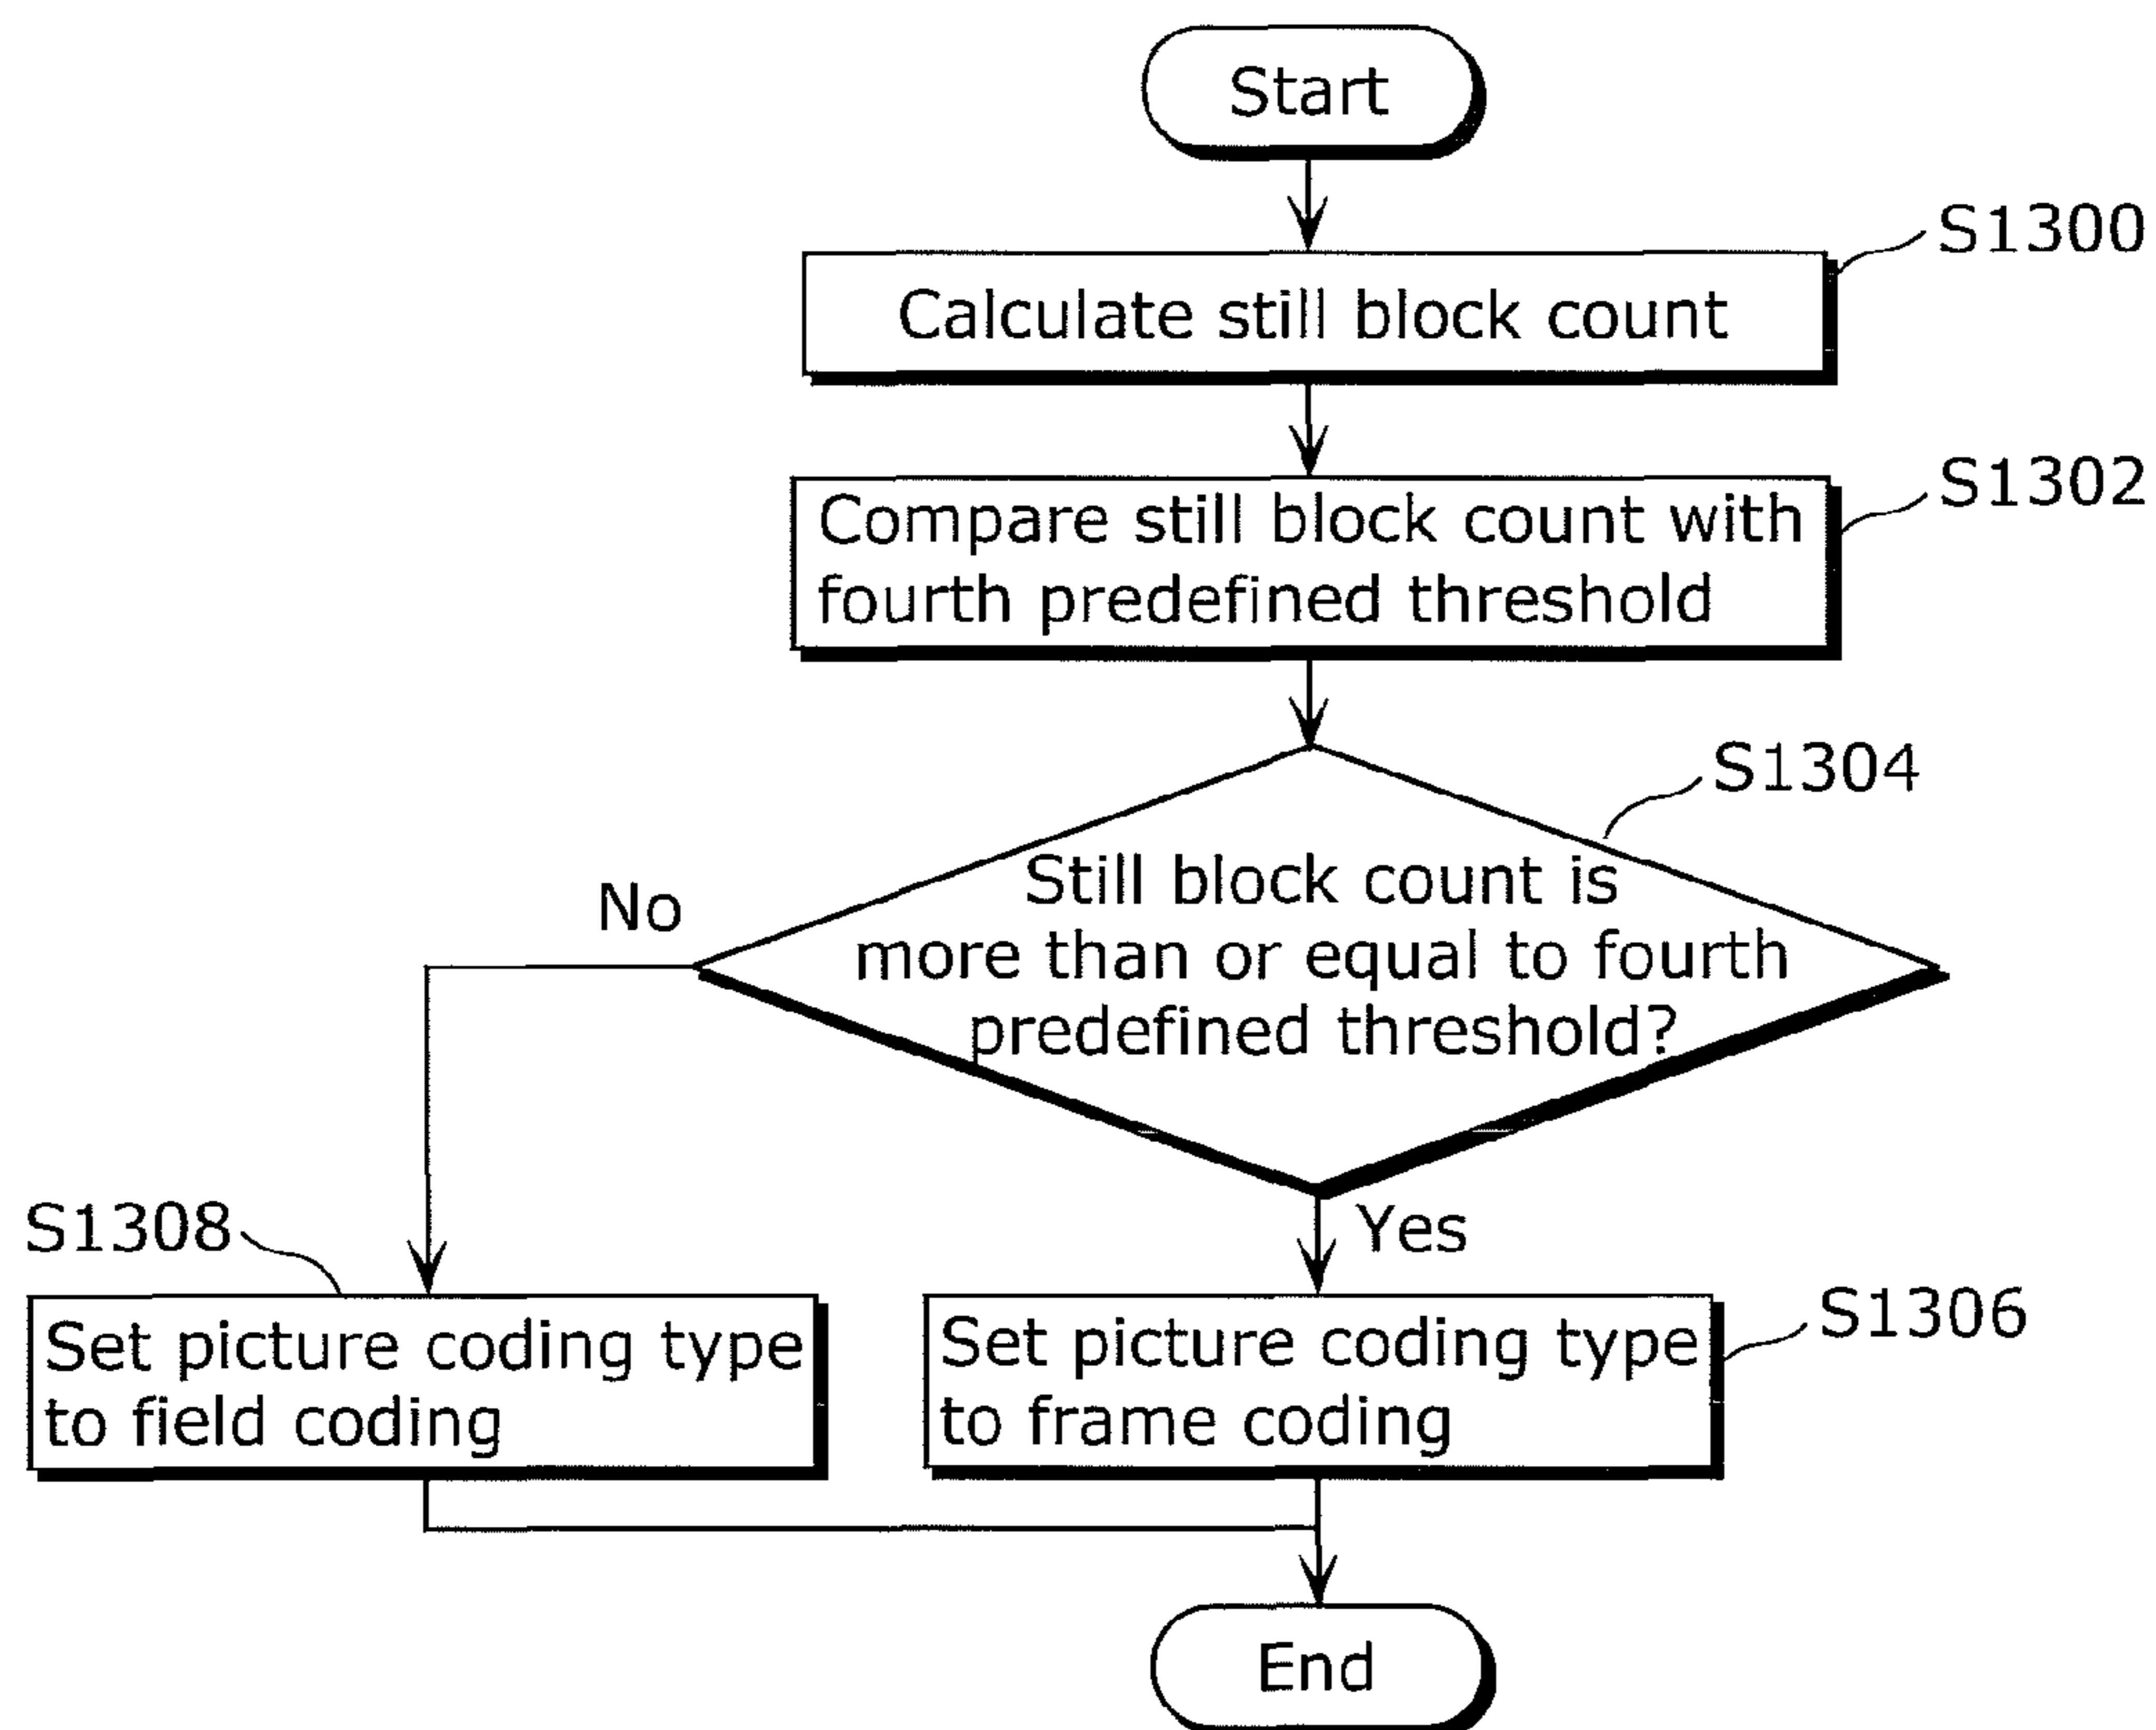 Start
S1300
Calculate still block count
S1302
Compare still block count with
fourth predefined threshold
S1304
Still block count is
more than or equal to fourth
predefined threshold?
No
Yes
S1308
Set picture coding type
to field coding
S1306
Set picture coding type
to frame coding
End